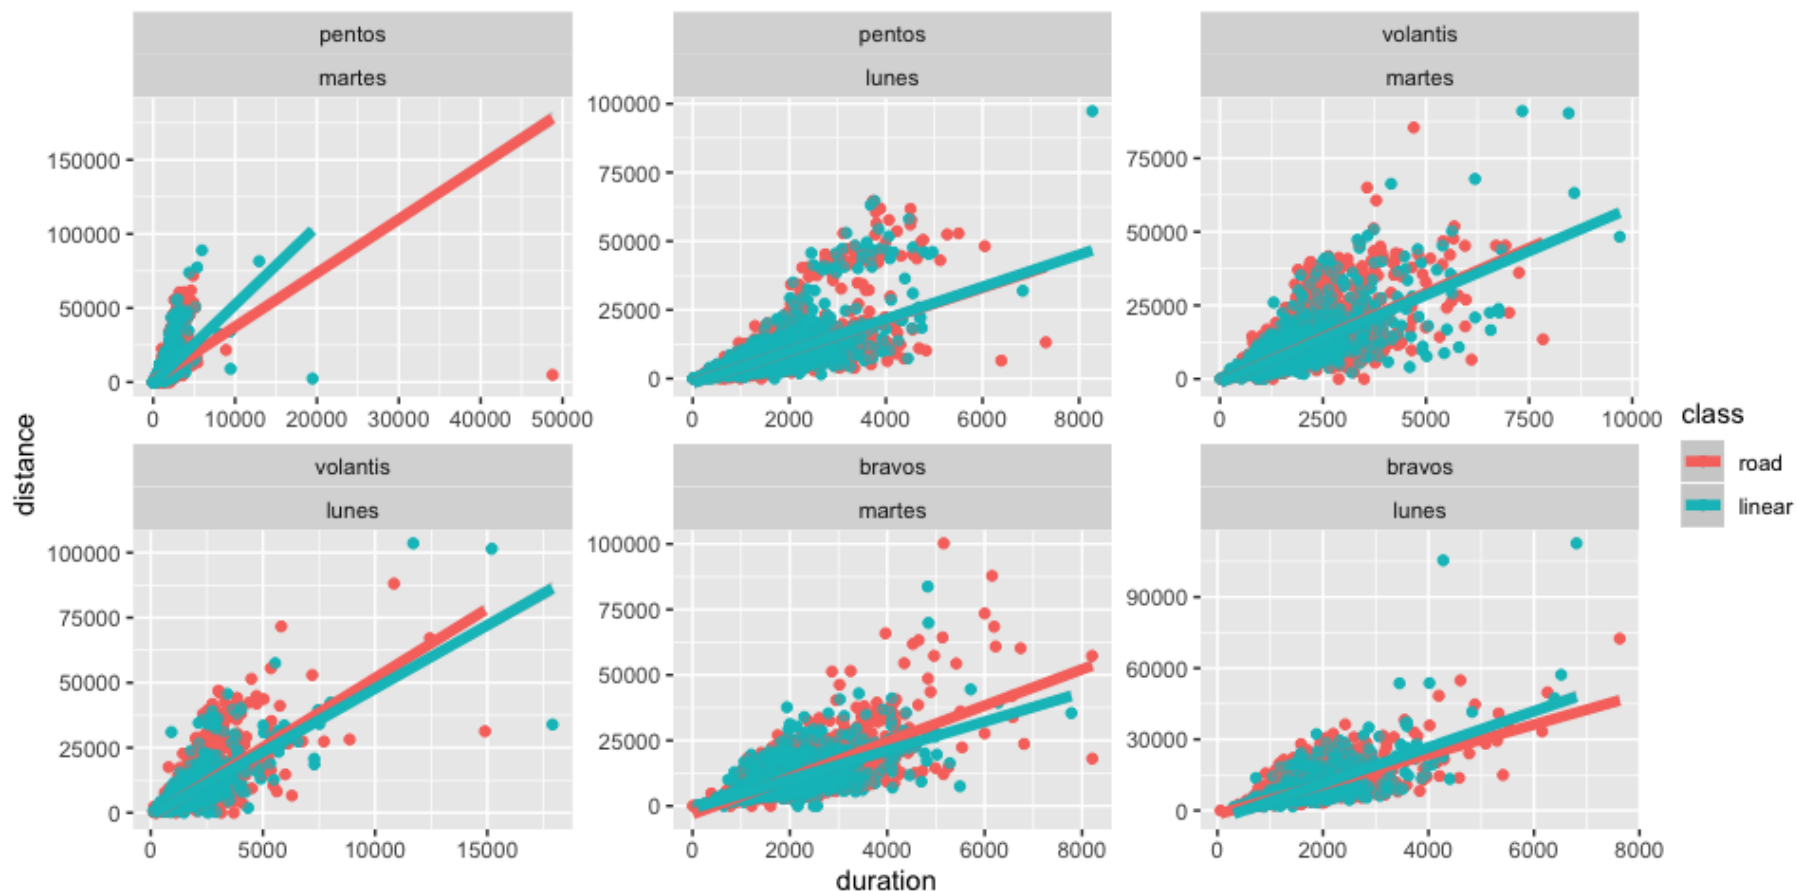 pentos
martes
pentos
lunes
volantis
martes
150000
100000
50000
0
0 10000 20000 30000 40000 50000
100000
75000
50000
25000
0
0 2000 4000 6000 8000
75000
50000
25000
0
0 2500 5000 7500 10000
distance
volantis
lunes
bravos
martes
bravos
lunes
100000
75000
50000
25000
0
0 5000 10000 15000
100000
75000
50000
25000
0
0 2000 4000 6000 8000
90000
60000
30000
0
0 2000 4000 6000 8000
duration
class
road
linear